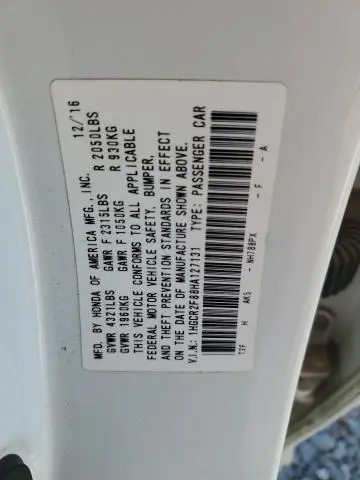 MFD. BY HONDA OF AMERICA MFG., INC. 12/'16
GVWR 4321LBS GAWR F 2315LBS R 2050LBS
GVWR 1960KG GAWR F 1050KG R 930KG
THIS VEHICLE CONFORMS TO ALL APPLICABLE
FEDERAL MOTOR VEHICLE SAFETY, BUMPER,
AND THEFT PREVENTION STANDARDS IN EFFECT
ON THE DATE OF MANUFACTURE SHOWN ABOVE.
V.I.N.: 1HGCR2F88HA127131 TYPE: PASSENGER CAR
T2F H AK5 - NH788PX - F - A